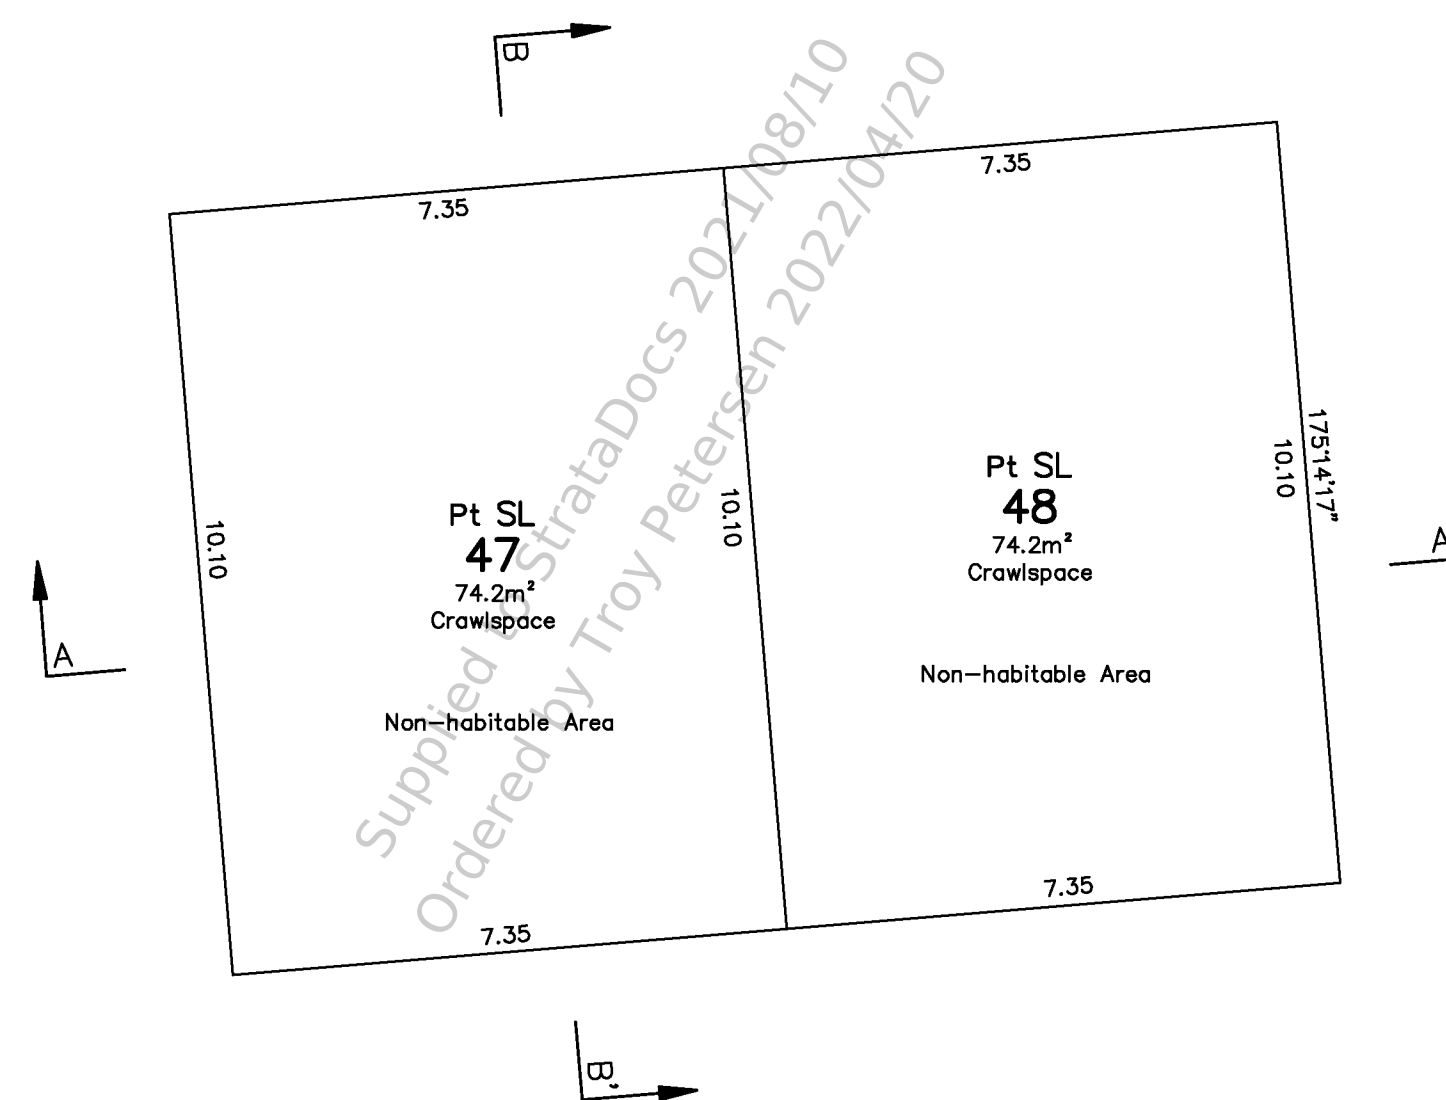 B
7.35
7.35
Pt SL
47
74.2m²
Crawlspace
Non-habitable Area
10.10
10.10
Pt SL
48
74.2m²
Crawlspace
Non-habitable Area
10.10
175°14'17"
A
A
7.35
7.35
B'
Supplied to StrataDocs 2021/08/10
Ordered by Troy Petersen 2022/04/20